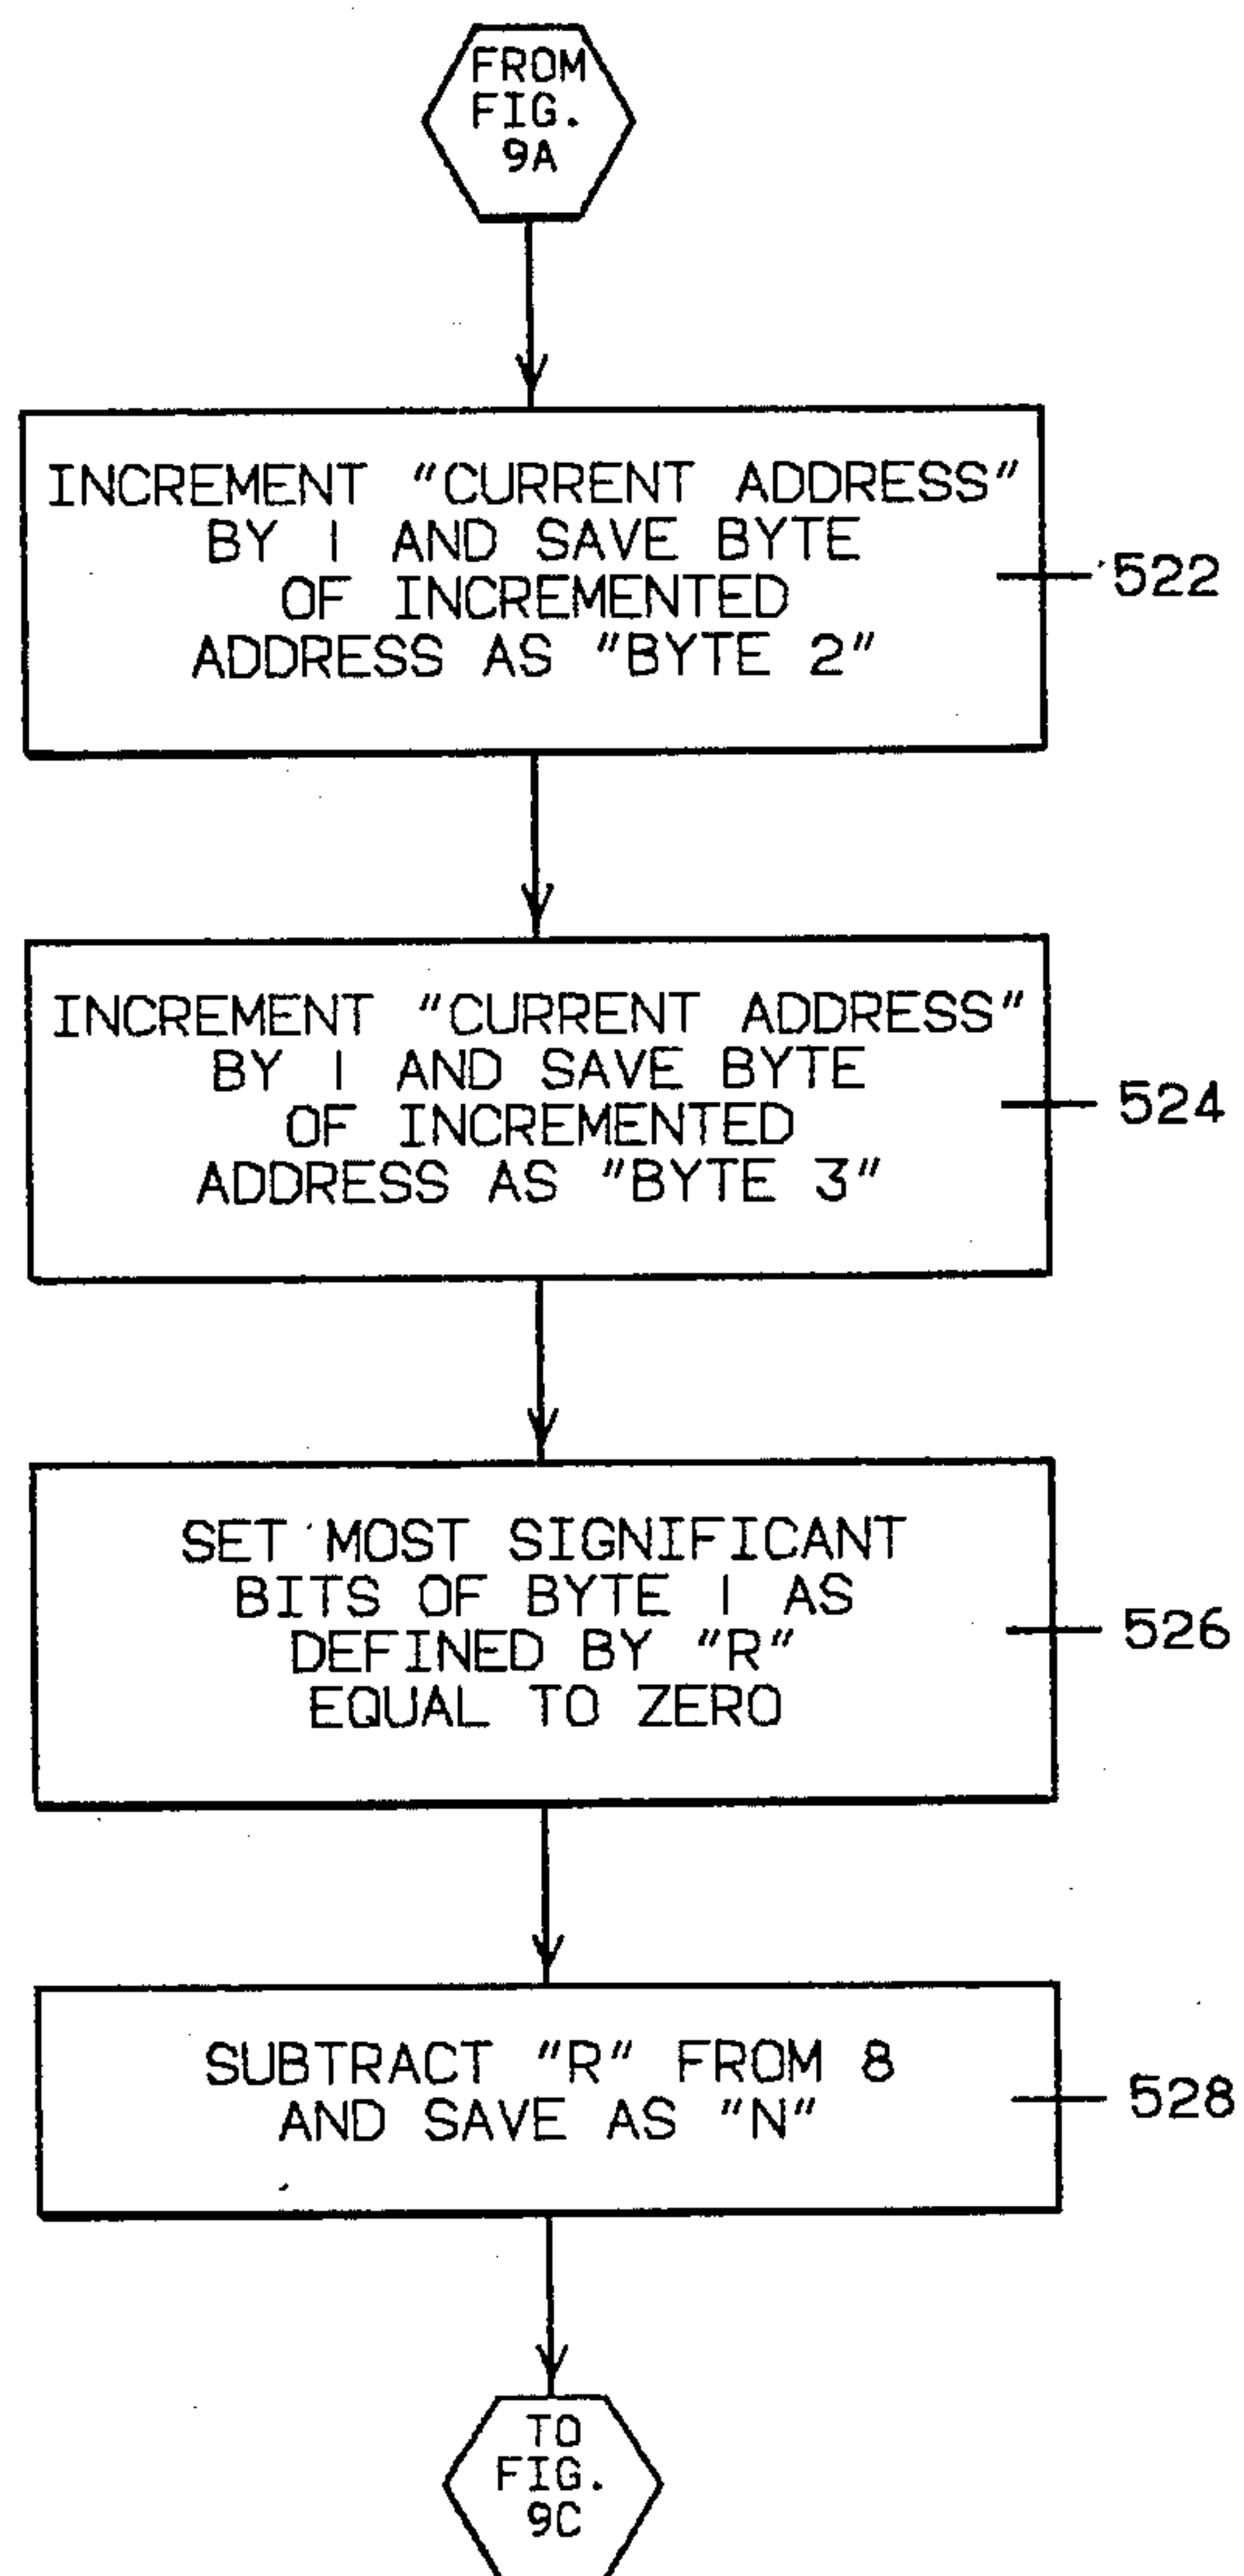 FROM
FIG.
9A
INCREMENT "CURRENT ADDRESS"
BY 1 AND SAVE BYTE
OF INCREMENTED
ADDRESS AS "BYTE 2"
522
INCREMENT "CURRENT ADDRESS"
BY 1 AND SAVE BYTE
OF INCREMENTED
ADDRESS AS "BYTE 3"
524
SET MOST SIGNIFICANT
BITS OF BYTE 1 AS
DEFINED BY "R"
EQUAL TO ZERO
526
SUBTRACT "R" FROM 8
AND SAVE AS "N"
528
TO
FIG.
9C